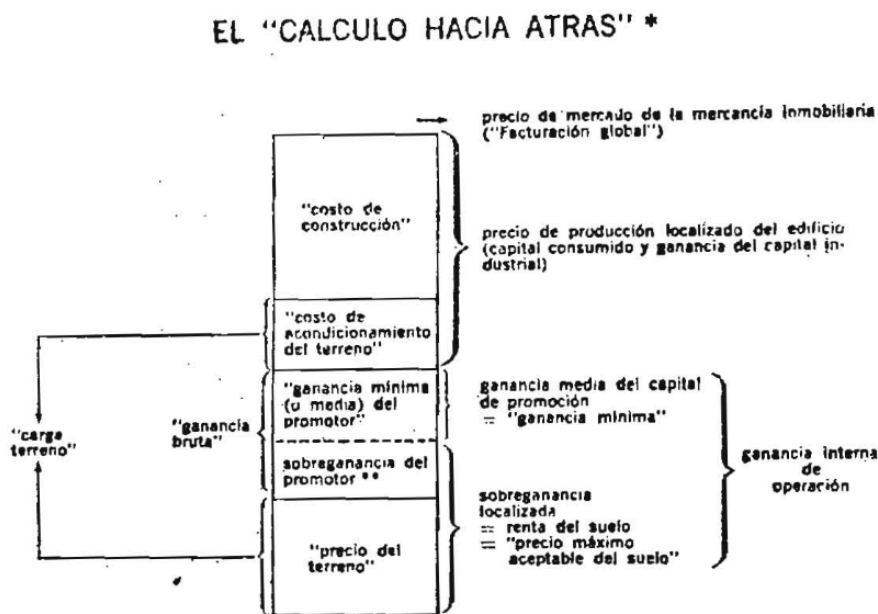 EL "CALCULO HACIA ATRAS" *
precio de mercado de la mercancía inmobiliaria
("Facturación global")
"costo de
construcción"
precio de producción localizado del edificio
(capital consumido y ganancia del capital in-
dustrial)
"costo de
acondicionamiento
del terreno"
"ganancia mínima
(o media) del
promotor"
ganancia media del capital
de promoción
= "ganancia mínima"
"carga
terreno"
"ganancia
bruta"
sobreganancia del
promotor **
ganancia interna
de
operación
sobreganancia
localizada
= renta del suelo
= "precio máximo
aceptable del suelo"
"precio del
terreno"